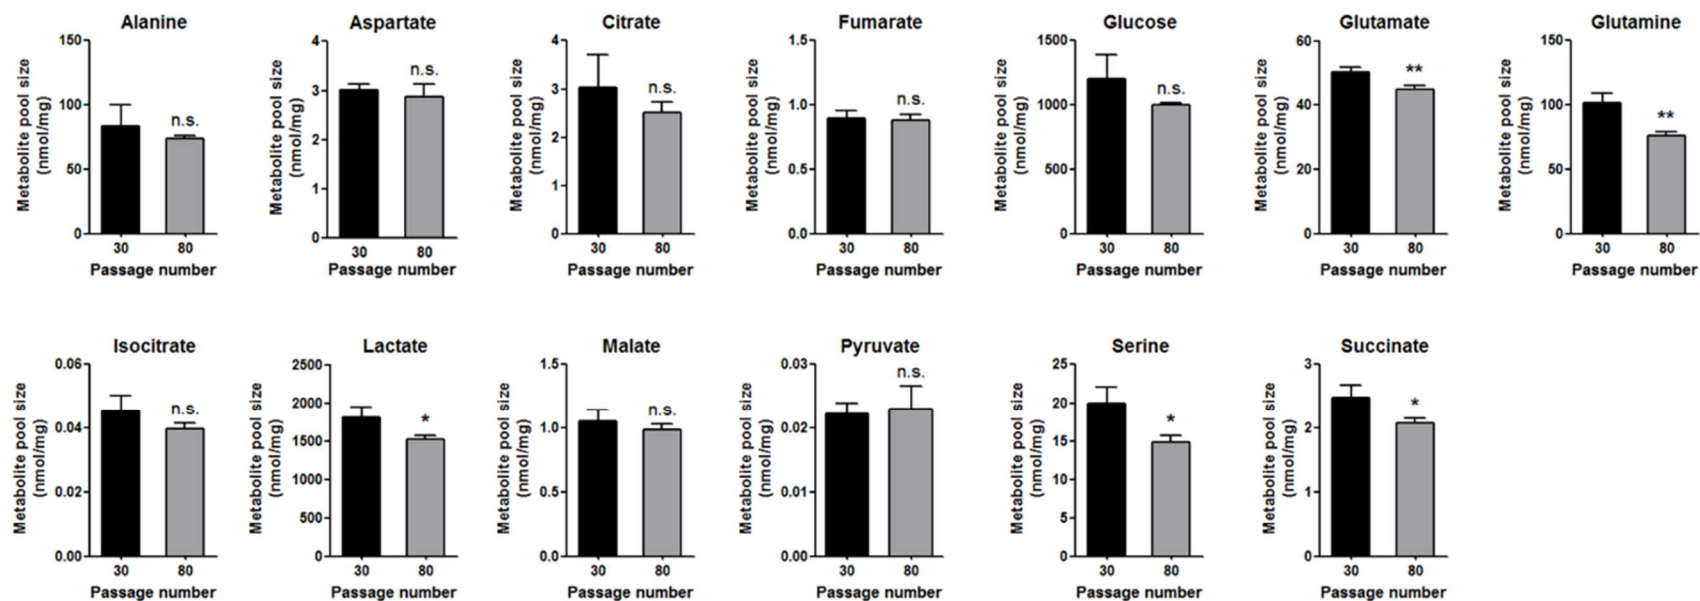 Alanine
Metabolite pool size
(nmol/mg)
150
100
50
0
n.s.
30 80
Passage number
Aspartate
Metabolite pool size
(nmol/mg)
4
3
2
1
0
n.s.
30 80
Passage number
Citrate
Metabolite pool size
(nmol/mg)
4
3
2
1
0
n.s.
30 80
Passage number
Fumarate
Metabolite pool size
(nmol/mg)
1.5
1.0
0.5
0.0
n.s.
30 80
Passage number
Glucose
Metabolite pool size
(nmol/mg)
1500
1000
500
0
n.s.
30 80
Passage number
Glutamate
Metabolite pool size
(nmol/mg)
60
40
20
0
**
30 80
Passage number
Glutamine
Metabolite pool size
(nmol/mg)
150
100
50
0
**
30 80
Passage number
Isocitrate
Metabolite pool size
(nmol/mg)
0.06
0.04
0.02
0.00
n.s.
30 80
Passage number
Lactate
Metabolite pool size
(nmol/mg)
2500
2000
1500
1000
500
0
*
30 80
Passage number
Malate
Metabolite pool size
(nmol/mg)
1.5
1.0
0.5
0.0
n.s.
30 80
Passage number
Pyruvate
Metabolite pool size
(nmol/mg)
0.03
0.02
0.01
0.00
n.s.
30 80
Passage number
Serine
Metabolite pool size
(nmol/mg)
25
20
15
10
5
0
*
30 80
Passage number
Succinate
Metabolite pool size
(nmol/mg)
3
2
1
0
*
30 80
Passage number